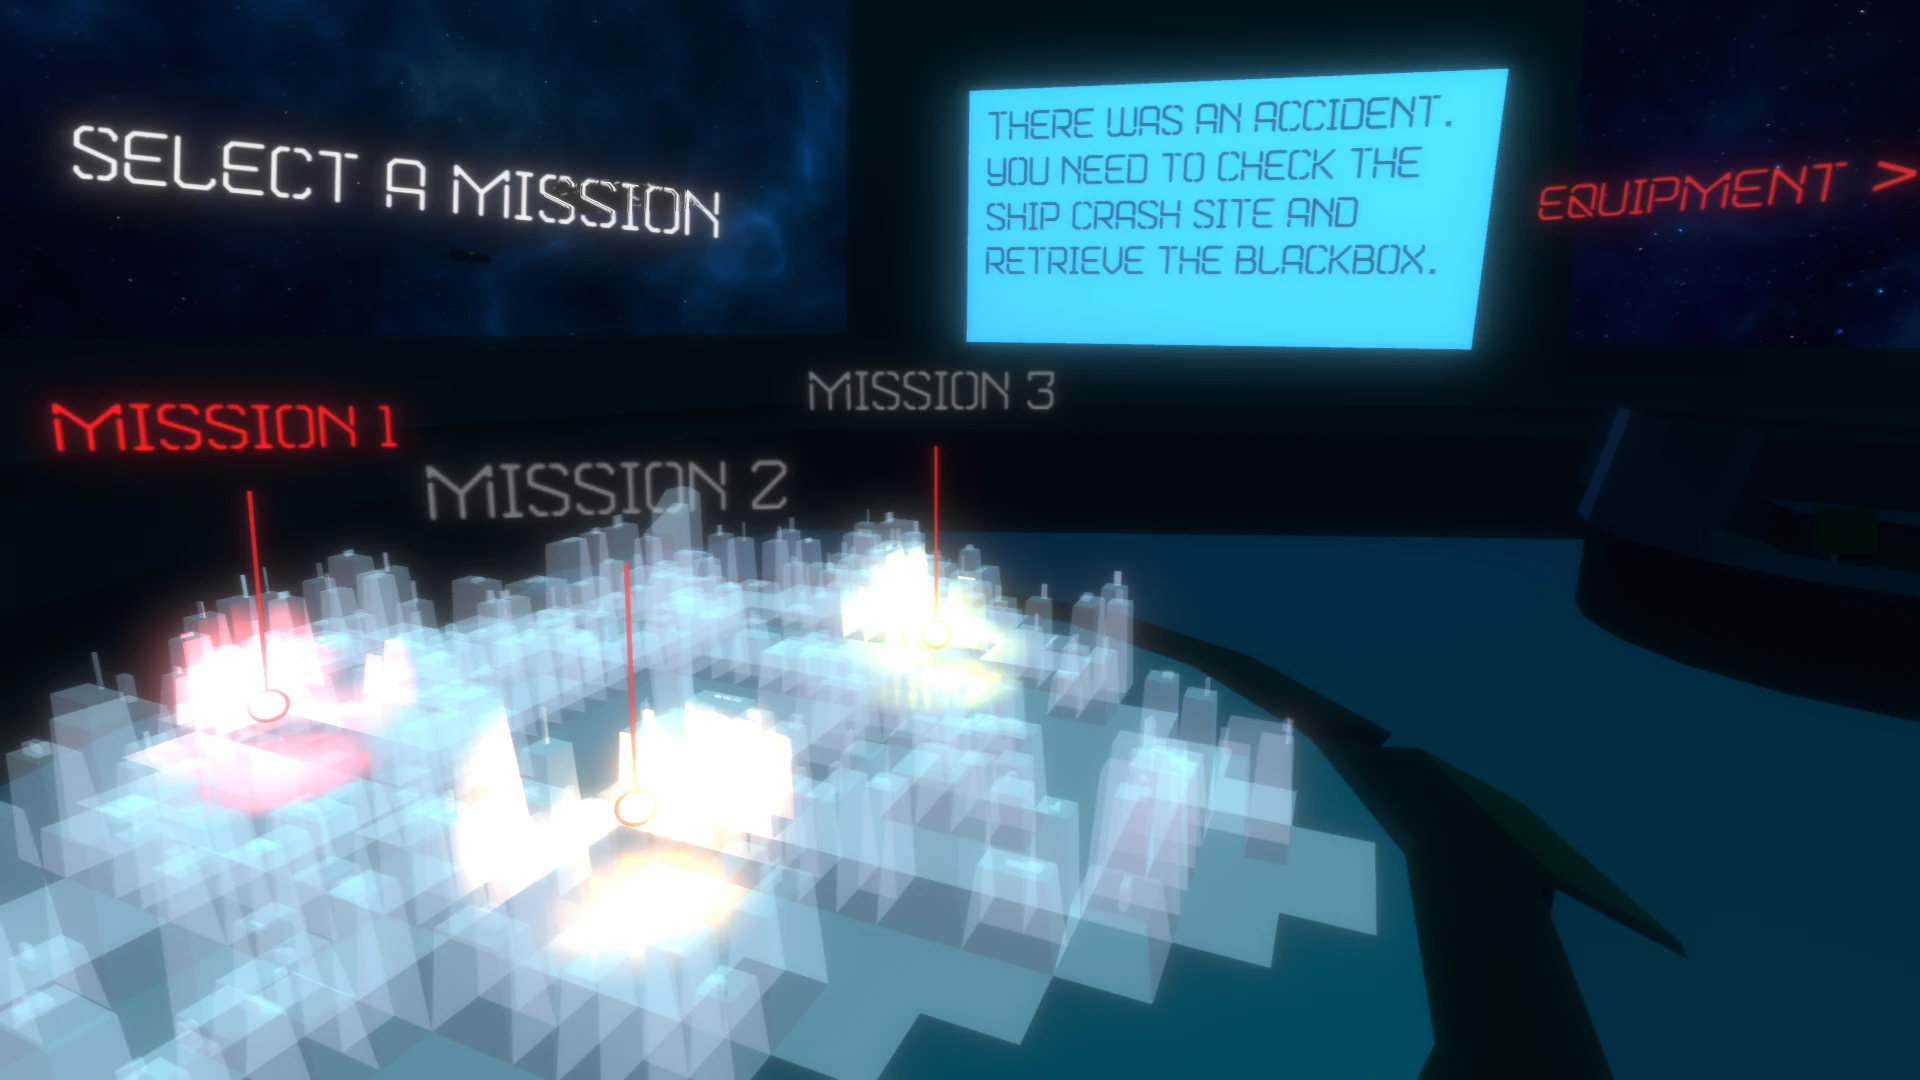 SELECT A MISSION
THERE WAS AN ACCIDENT.
YOU NEED TO CHECK THE
SHIP CRASH SITE AND
RETRIEVE THE BLACKBOX.
EQUIPMENT >
MISSION 1
MISSION 2
MISSION 3